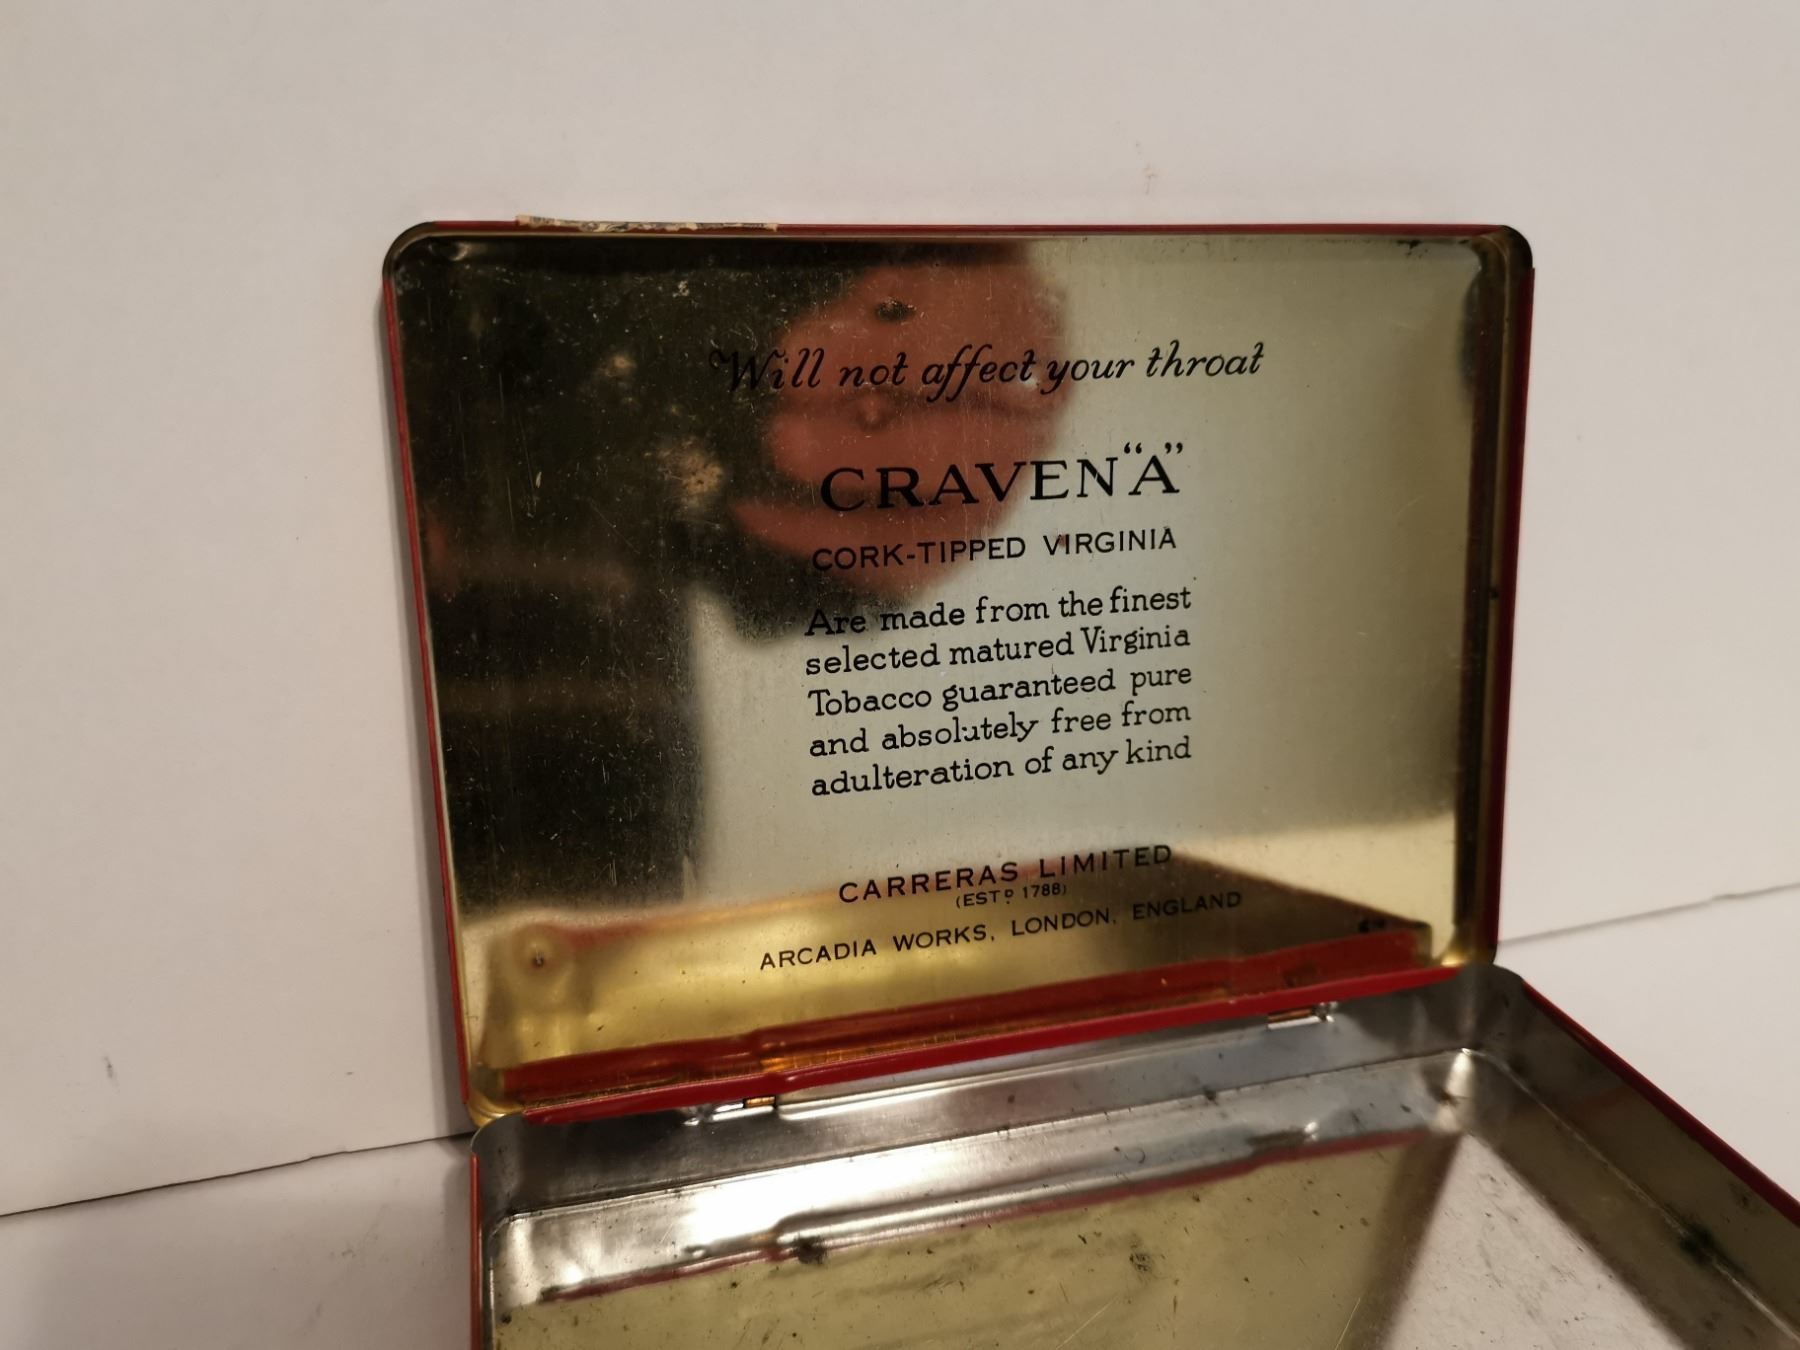 Will not affect your throat
CRAVEN "A"
CORK-TIPPED VIRGINIA
Are made from the finest
selected matured Virginia
Tobacco guaranteed pure
and absolutely free from
adulteration of any kind
CARRERAS LIMITED
(ESTD 1788)
ARCADIA WORKS, LONDON, ENGLAND